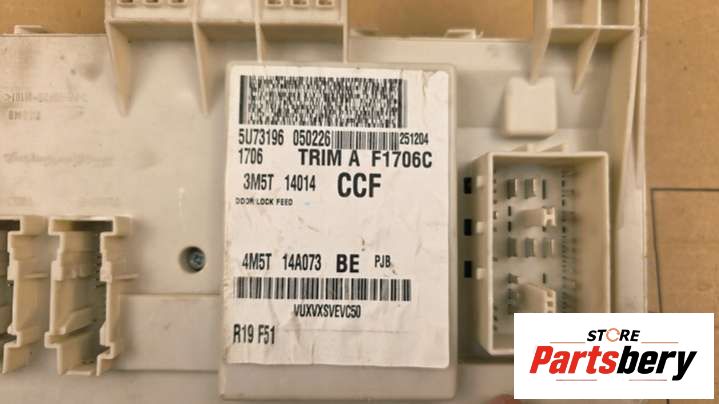 5U73196 050226 251204
1706 TRIM A F1706C
3M5T 14014 CCF
DOOR LOCK FEED
4M5T 14A073 BE PJB
VUXVXSVEVC50
R19 F51
STORE
Partsbery